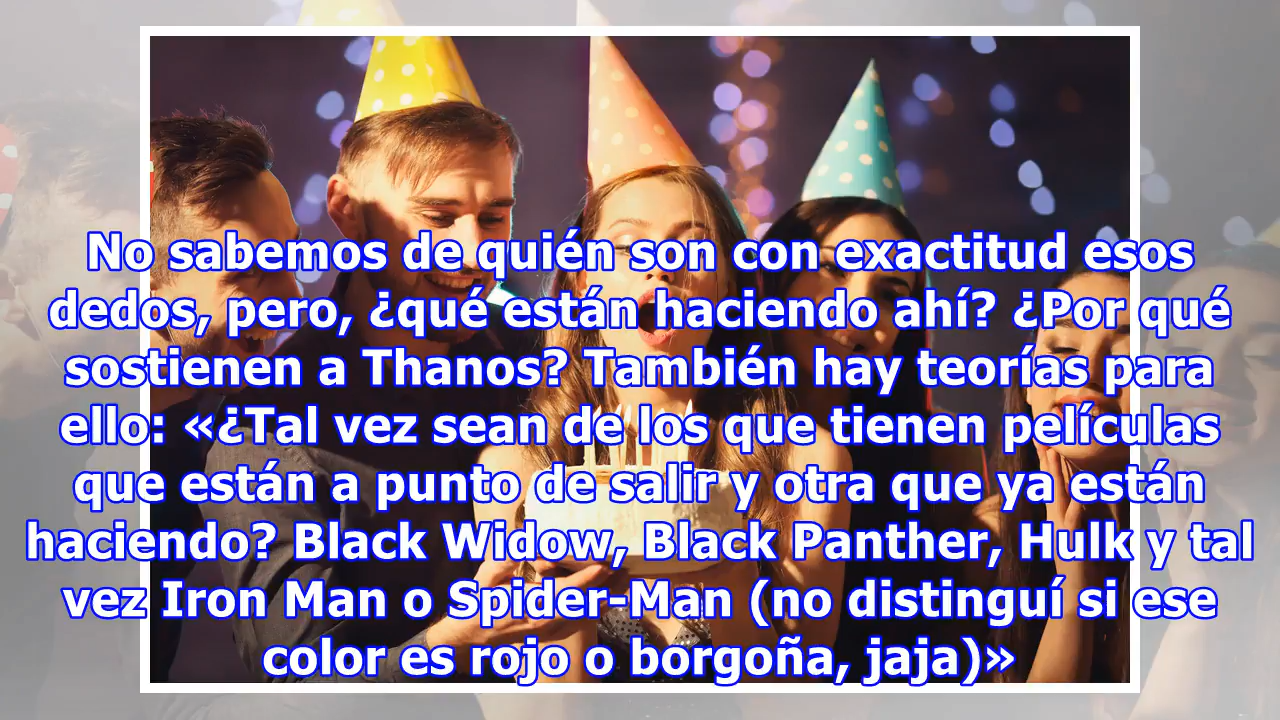 No sabemos de quién son con exactitud esos
dedos, pero, ¿qué están haciendo ahí? ¿Por qué
sostienen a Thanos? También hay teorías para
ello: «¿Tal vez sean de los que tienen películas
que están a punto de salir y otra que ya están
haciendo? Black Widow, Black Panther, Hulk y tal
vez Iron Man o Spider-Man (no distinguí si ese
color es rojo o borgoña, jaja)»